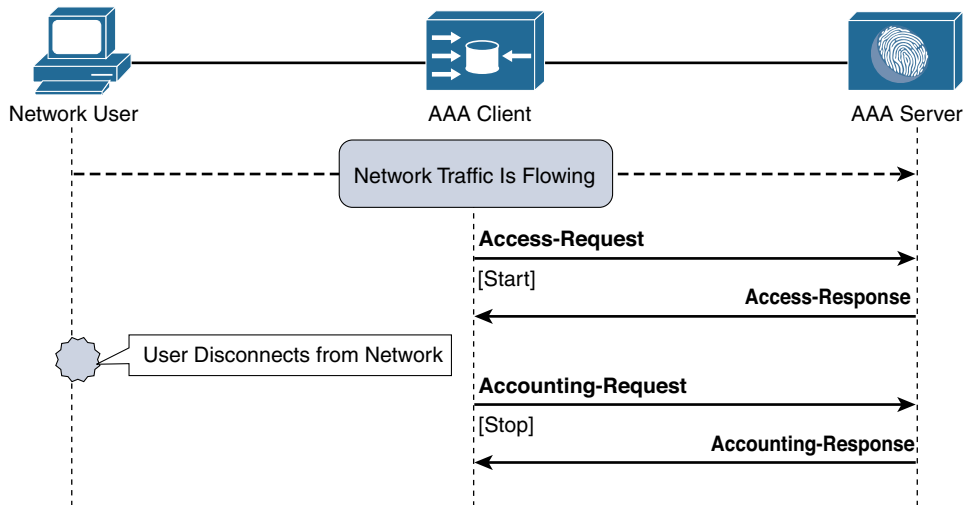 Network User
AAA Client
AAA Server
Network Traffic Is Flowing
Access-Request
[Start]
Access-Response
User Disconnects from Network
Accounting-Request
[Stop]
Accounting-Response